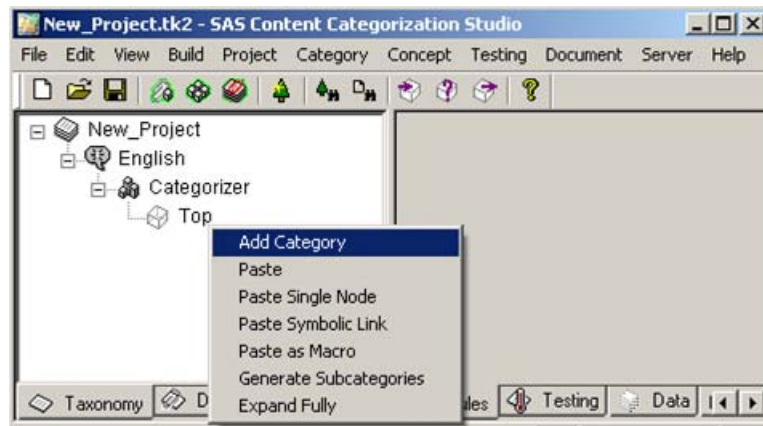 New_Project.tk2 - SAS Content Categorization Studio
File Edit View Build Project Category Concept Testing Document Server Help
New_Project
English
Categorizer
Top
Add Category
Paste
Paste Single Node
Paste Symbolic Link
Paste as Macro
Generate Subcategories
Expand Fully
Taxonomy D ules Testing Data